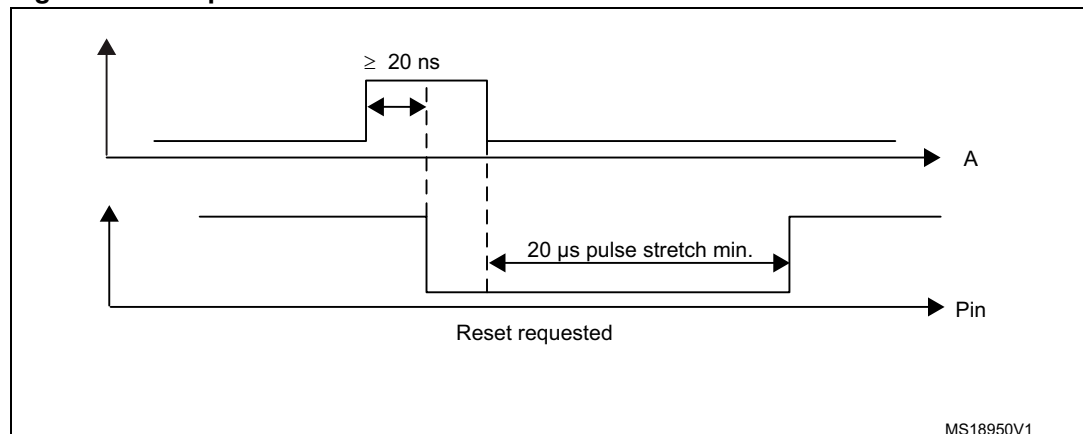 ≥ 20 ns
A
20 µs pulse stretch min.
Pin
Reset requested
MS18950V1